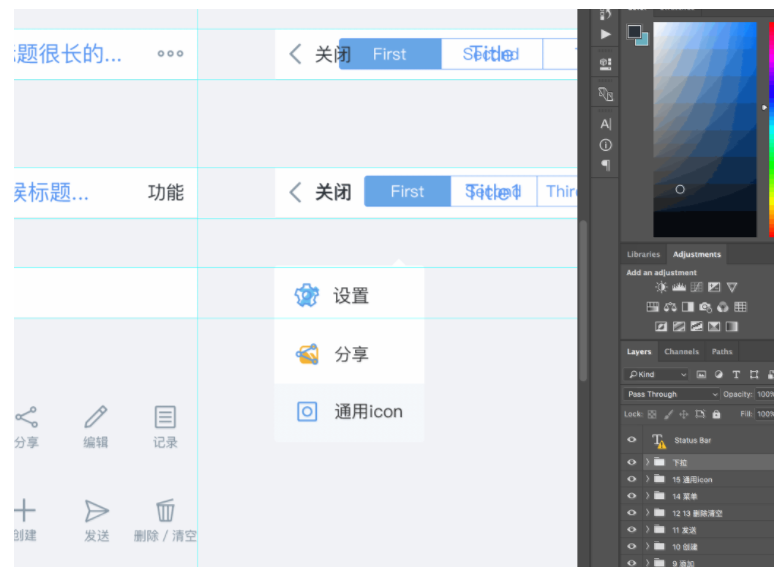 标题很长的...
关闭
First
Second
Title
候标题...
功能
关闭
First
Second
Title
Third
设置
分享
通用icon
分享
编辑
记录
创建
发送
删除 / 清空
Libraries
Adjustments
Add an adjustment
Layers
Channels
Paths
Kind
Pass Through
Opacity: 100%
Lock:
Fill: 100%
Status Bar
下拉
15 通用icon
14 菜单
12 13 删除清空
11 发送
10 创建
9 添加